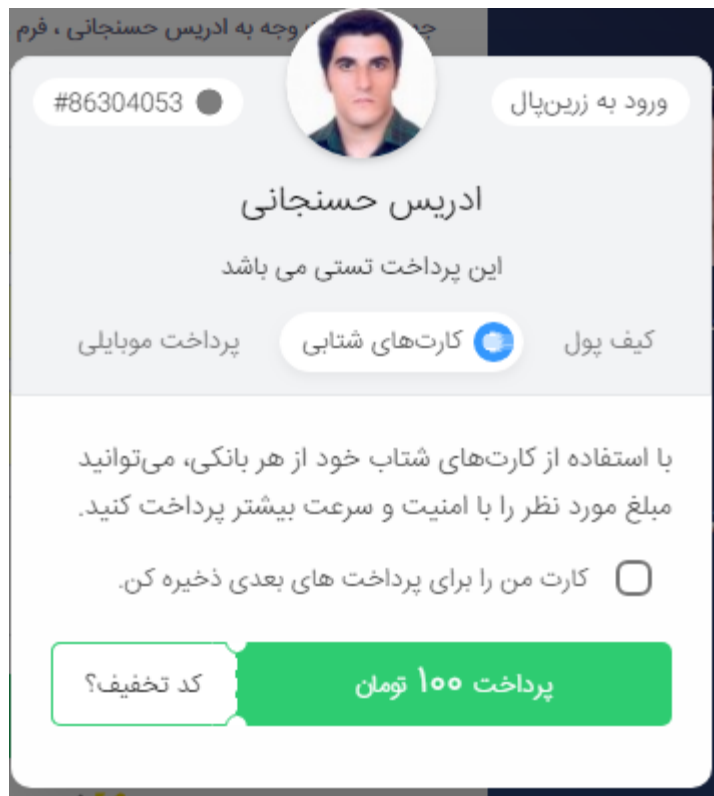 وجه به ادریس حسنجانی ، فرم
ورود به زرین‌پال
#86304053
ادریس حسنجانی
این پرداخت تستی می باشد
کیف پول
کارت‌های شتابی
پرداخت موبایلی
با استفاده از کارت‌های شتاب خود از هر بانکی، می‌توانید
مبلغ مورد نظر را با امنیت و سرعت بیشتر پرداخت کنید.
کارت من را برای پرداخت های بعدی ذخیره کن.
پرداخت ۱۰۰ تومان
کد تخفیف؟